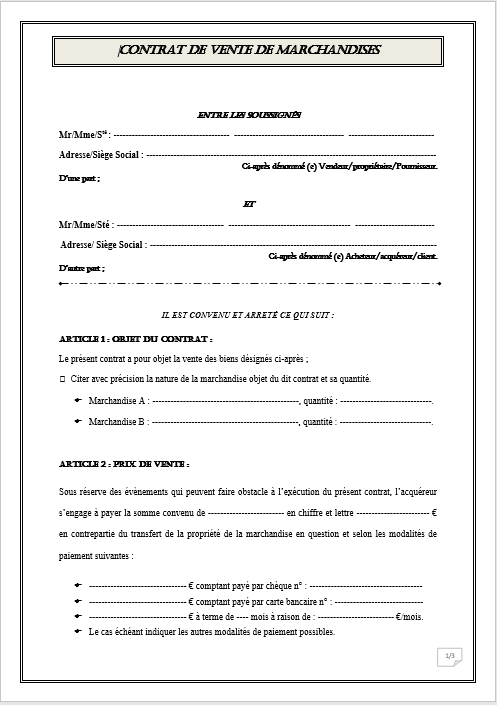 CONTRAT DE VENTE DE MARCHANDISES
ENTRE LES SOUSSIGNÉS
Mr/Mme/Sté : -------------------------------- ------------------------------ ----------------------
Adresse/Siège Social : --------------------------------------------------------------------------------
Ci-après dénommé (e) Vendeur/propriétaire/Fournisseur.
D'une part ;
ET
Mr/Mme/Sté : ----------------------------- ----------------------------- ----------------------
Adresse/ Siège Social : --------------------------------------------------------------------------------
Ci-après dénommé (e) Acheteur/acquéreur/client.
D'autre part ;
IL EST CONVENU ET ARRETÉ CE QUI SUIT :
ARTICLE 1 : OBJET DU CONTRAT :
Le présent contrat a pour objet la vente des biens désignés ci-après ;
□ Citer avec précision la nature de la marchandise objet du dit contrat et sa quantité.
Marchandise A : ----------------------------------------, quantité : -------------------------.
Marchandise B : ----------------------------------------, quantité : -------------------------.
ARTICLE 2 : PRIX DE VENTE :
Sous réserve des évènements qui peuvent faire obstacle à l'exécution du présent contrat, l'acquéreur
s'engage à payer la somme convenu de --------------------- en chiffre et lettre -------------------- €
en contrepartie du transfert de la propriété de la marchandise en question et selon les modalités de
paiement suivantes :
--------------------------- € comptant payé par chèque n° : -------------------------------
--------------------------- € comptant payé par carte bancaire n° : ------------------------
--------------------------- € à terme de ---- mois à raison de : --------------------- €/mois.
Le cas échéant indiquer les autres modalités de paiement possibles.
1/3